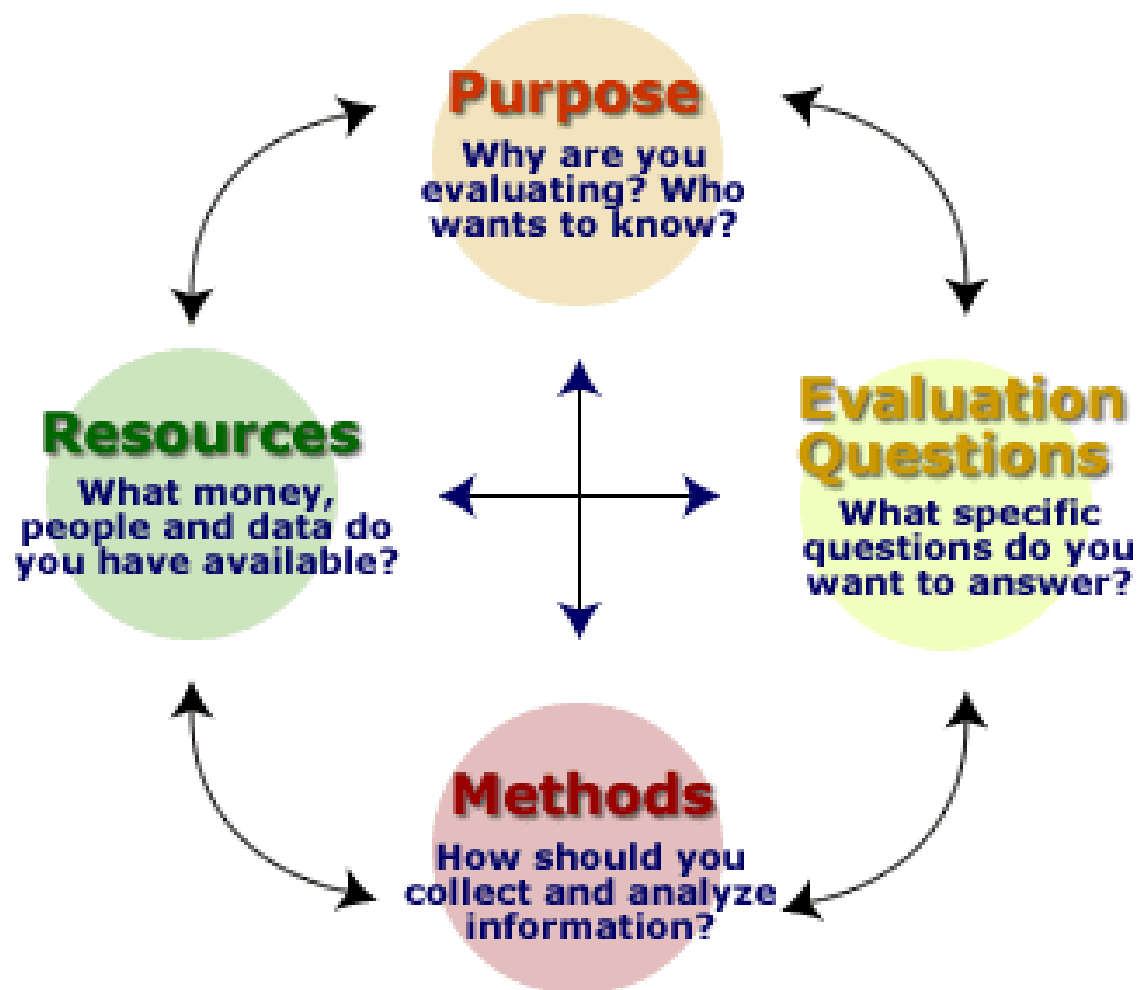 Purpose
Why are you
evaluating? Who
wants to know?
Resources
What money,
people and data do
you have available?
Evaluation
Questions
What specific
questions do you
want to answer?
Methods
How should you
collect and analyze
information?